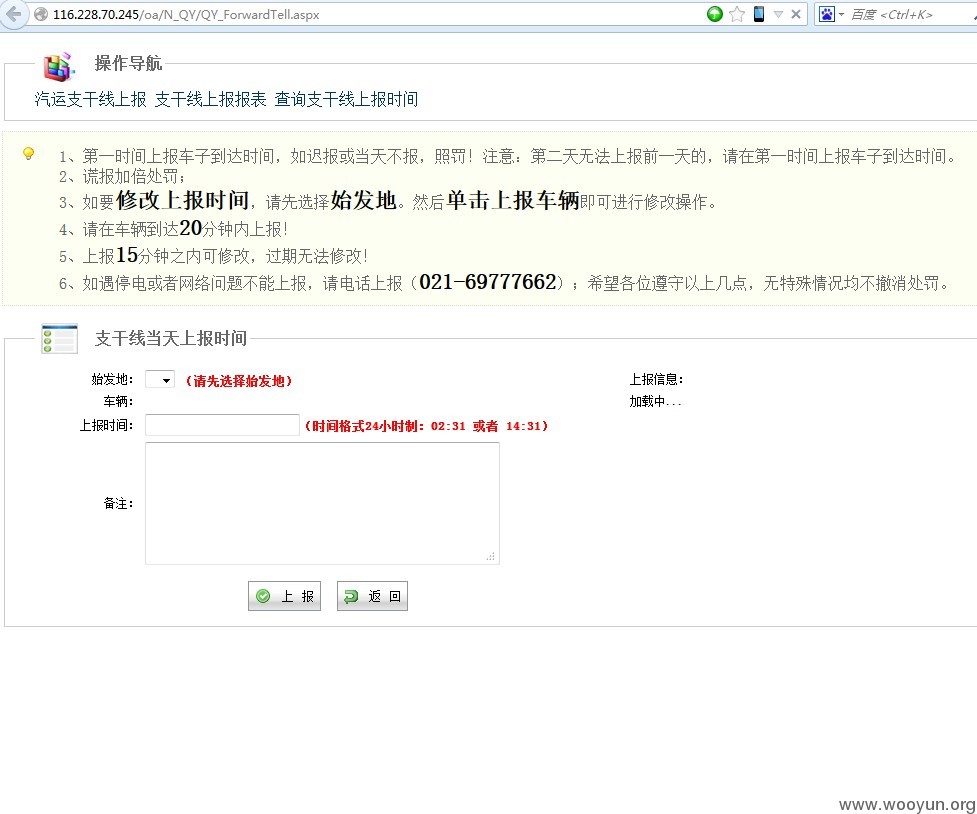 116.228.70.245/oa/N_QY/QY_ForwardTell.aspx
百度 <Ctrl+K>
操作导航
汽运支干线上报 支干线上报报表 查询支干线上报时间
1、第一时间上报车子到达时间，如迟报或当天不报，照罚！注意：第二天无法上报前一天的，请在第一时间上报车子到达时间。
2、谎报加倍处罚；
3、如要修改上报时间，请先选择始发地。然后单击上报车辆即可进行修改操作。
4、请在车辆到达20分钟内上报！
5、上报15分钟之内可修改，过期无法修改！
6、如遇停电或者网络问题不能上报，请电话上报（021-69777662）；希望各位遵守以上几点，无特殊情况均不撤消处罚。
支干线当天上报时间
始发地： （请先选择始发地） 上报信息：
车辆： 加载中...
上报时间： （时间格式24小时制：02:31 或者 14:31）
备注：
上 报 返 回
www.wooyun.org